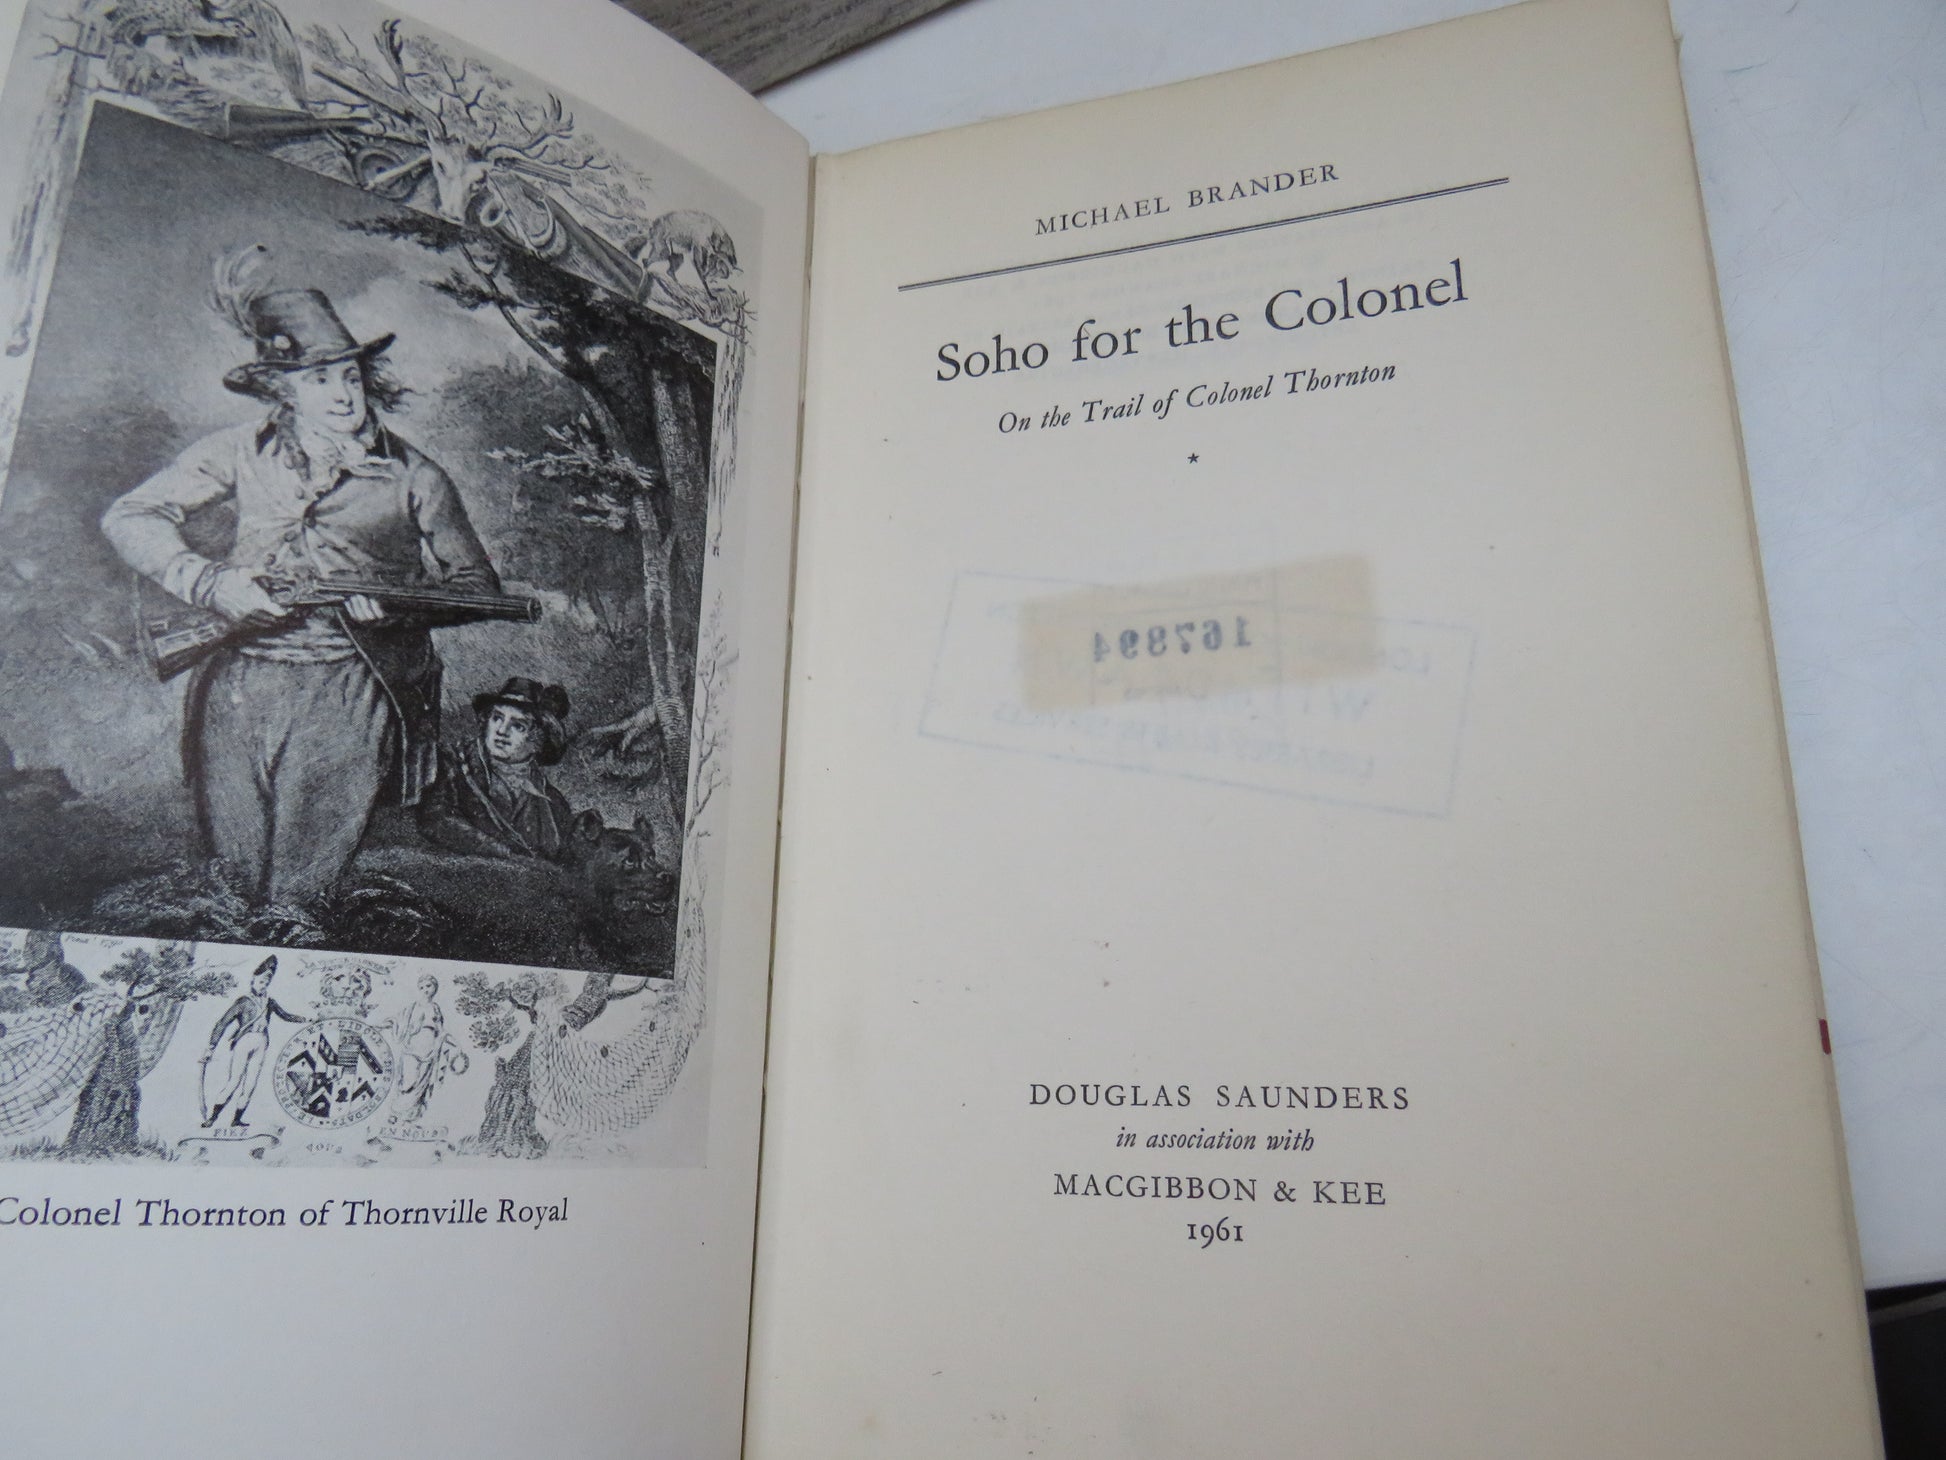 Colonel Thornton of Thornville Royal
MICHAEL BRANDER
Soho for the Colonel
On the Trail of Colonel Thornton
★
167894
DOUGLAS SAUNDERS
in association with
MACGIBBON & KEE
1961